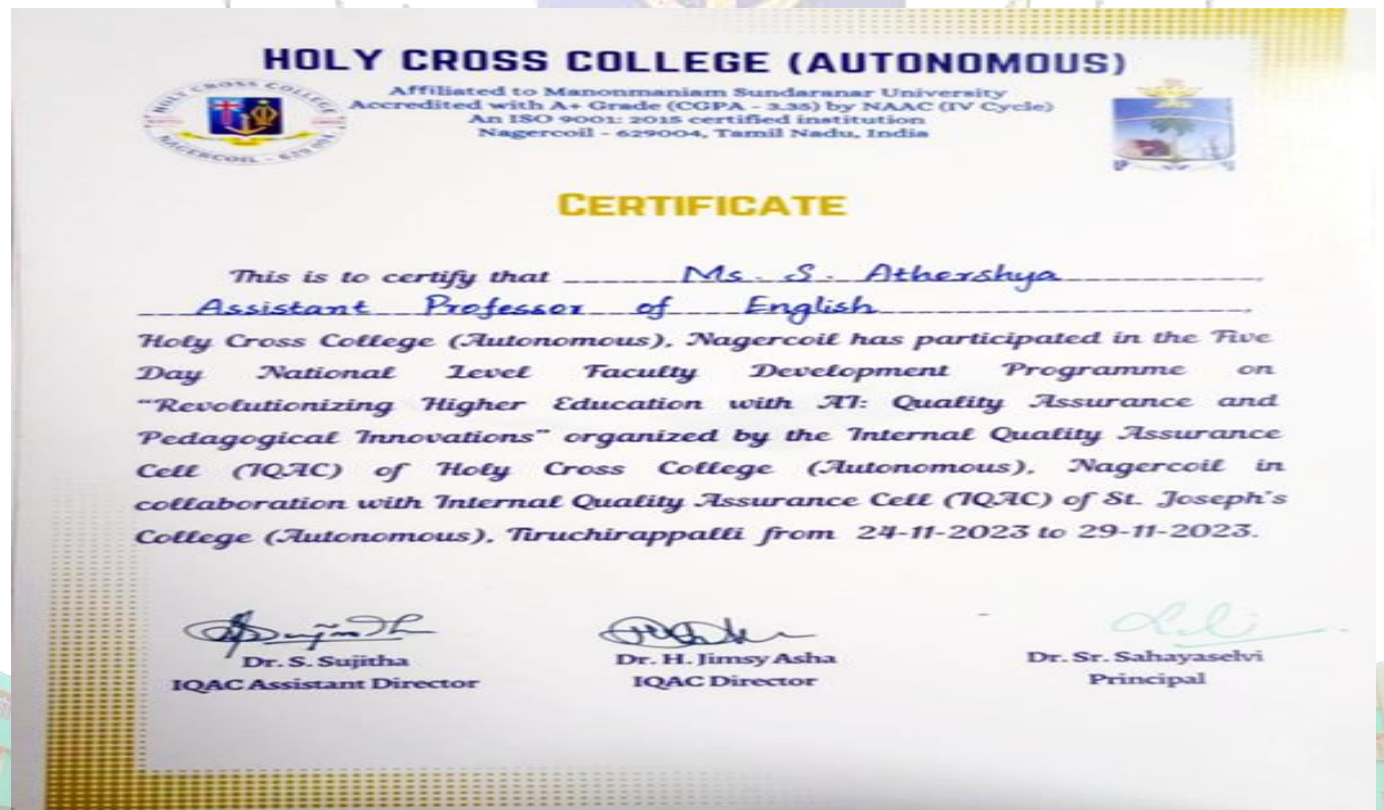 HOLY CROSS COLLEGE (AUTONOMOUS)
Affiliated to Manonmaniam Sundaranar University
Accredited with A+ Grade (CGPA - 3.35) by NAAC (IV Cycle)
An ISO 9001: 2015 certified institution
Nagercoil - 629004, Tamil Nadu, India
HOLY CROSS COLLEGE
NAGERCOIL - 629 004
CERTIFICATE
This is to certify that Ms. S. Athershya,
Assistant Professor of English,
Holy Cross College (Autonomous), Nagercoil has participated in the Five
Day National Level Faculty Development Programme on
"Revolutionizing Higher Education with AI: Quality Assurance and
Pedagogical Innovations" organized by the Internal Quality Assurance
Cell (IQAC) of Holy Cross College (Autonomous), Nagercoil in
collaboration with Internal Quality Assurance Cell (IQAC) of St. Joseph's
College (Autonomous), Tiruchirappalli from 24-11-2023 to 29-11-2023.
Dr. S. Sujitha
IQAC Assistant Director
Dr. H. Jimsy Asha
IQAC Director
Dr. Sr. Sahayaselvi
Principal